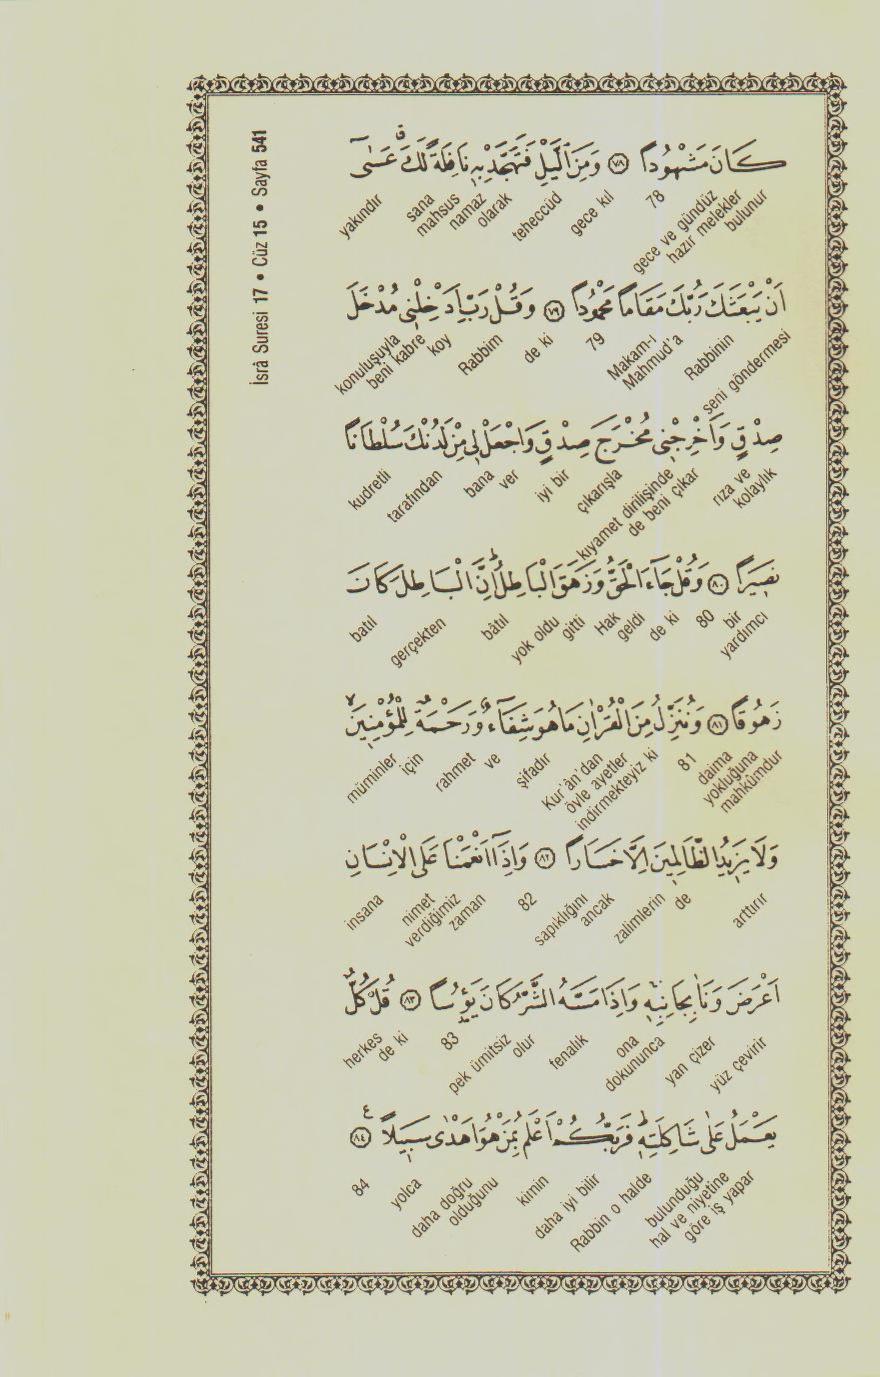 İsrâ Suresi 17 • Cüz 15 • Sayfa 541
كَانَ مَشْهُودًا ﴿٧٨﴾ وَمِنَ الَّيْلِ فَتَهَجَّدْ بِهِ نَافِلَةً لَكَ عَسٰٓى
bulunur hazır melekler gece ve gündüz 78 gece kıl teheccüd olarak namaz mahsus sana yakındır
اَنْ يَبْعَثَكَ رَبُّكَ مَقَامًا مَحْمُودًا ﴿٧٩﴾ وَقُلْ رَبِّ اَدْخِلْنٖى مُدْخَلَ
seni göndermesi Rabbinin Makam-ı Mahmud'a 79 de ki Rabbim koy beni kabre konuluşuyla
صِدْقٍ وَاَخْرِجْنٖى مُخْرَجَ صِدْقٍ وَاجْعَلْ لٖى مِنْ لَدُنْكَ سُلْطَانًا
rıza ve kolaylık kıyamet dirilişinde de beni çıkar çıkarışla iyi bir ver bana tarafından kudretli
نَصٖيرًا ﴿٨٠﴾ وَقُلْ جَٓاءَ الْحَقُّ وَزَهَقَ الْبَاطِلُ اِنَّ الْبَاطِلَ كَانَ
bir yardımcı 80 de ki geldi Hak gitti yok oldu bâtıl gerçekten batıl
زَهُوقًا ﴿٨١﴾ وَنُنَزِّلُ مِنَ الْقُرْاٰنِ مَا هُوَ شِفَٓاءٌ وَرَحْمَةٌ لِلْمُؤْمِنٖينَ
daima yokluğuna mahkûmdur 81 Kur'ân'dan öyle ayetler indirmekteyiz ki şifadır ve rahmet için müminler
وَلَا يَزٖيدُ الظَّالِمٖينَ اِلَّا خَسَارًا ﴿٨٢﴾ وَاِذَٓا اَنْعَمْنَا عَلَى الْاِنْسَانِ
arttırır de zalimlerin ancak sapıklığını 82 zaman nimet verdiğimiz insana
اَعْرَضَ وَنَاٰ بِجَانِبِهٖ وَاِذَا مَسَّهُ الشَّرُّ كَانَ يَؤُسًا ﴿٨٣﴾ قُلْ كُلٌّ
yüz çevirir yan çizer ona dokununca fenalık olur pek ümitsiz 83 de ki herkes
يَعْمَلُ عَلٰى شَاكِلَتِهٖ فَرَبُّكُمْ اَعْلَمُ بِمَنْ هُوَ اَهْدٰى سَبٖيلًا ﴿٨٤﴾ ع
bulunduğu hal ve niyetine göre iş yapar Rabbin o halde daha iyi bilir kimin daha doğru olduğunu yolca 84